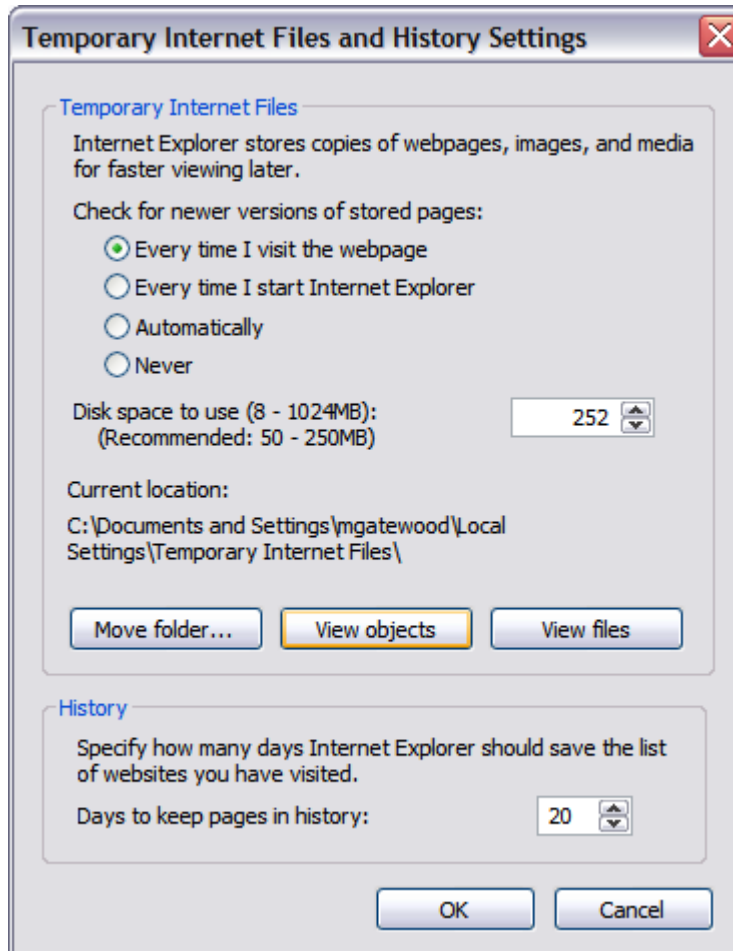 Temporary Internet Files and History Settings
Temporary Internet Files
Internet Explorer stores copies of webpages, images, and media
for faster viewing later.
Check for newer versions of stored pages:
Every time I visit the webpage
Every time I start Internet Explorer
Automatically
Never
Disk space to use (8 - 1024MB):
(Recommended: 50 - 250MB)
252
Current location:
C:\Documents and Settings\mgatewood\Local
Settings\Temporary Internet Files\
Move folder... View objects View files
History
Specify how many days Internet Explorer should save the list
of websites you have visited.
Days to keep pages in history: 20
OK Cancel